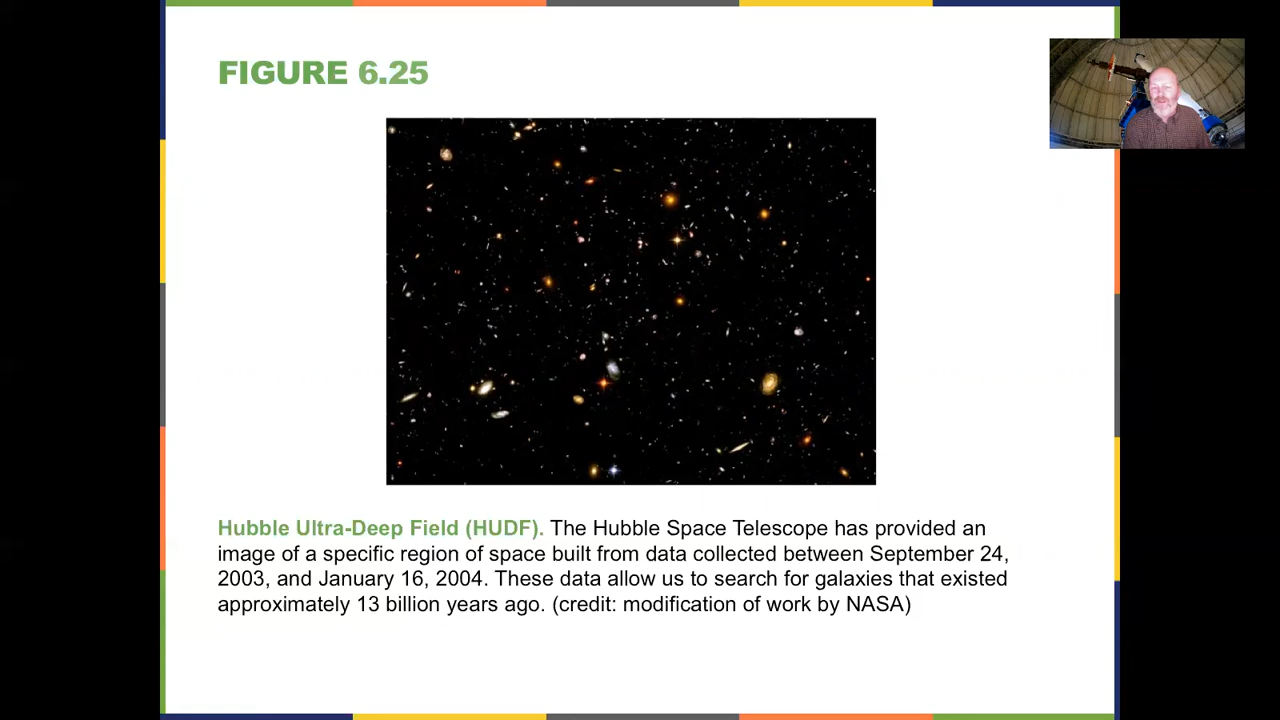 FIGURE 6.25
Hubble Ultra-Deep Field (HUDF). The Hubble Space Telescope has provided an
image of a specific region of space built from data collected between September 24,
2003, and January 16, 2004. These data allow us to search for galaxies that existed
approximately 13 billion years ago. (credit: modification of work by NASA)